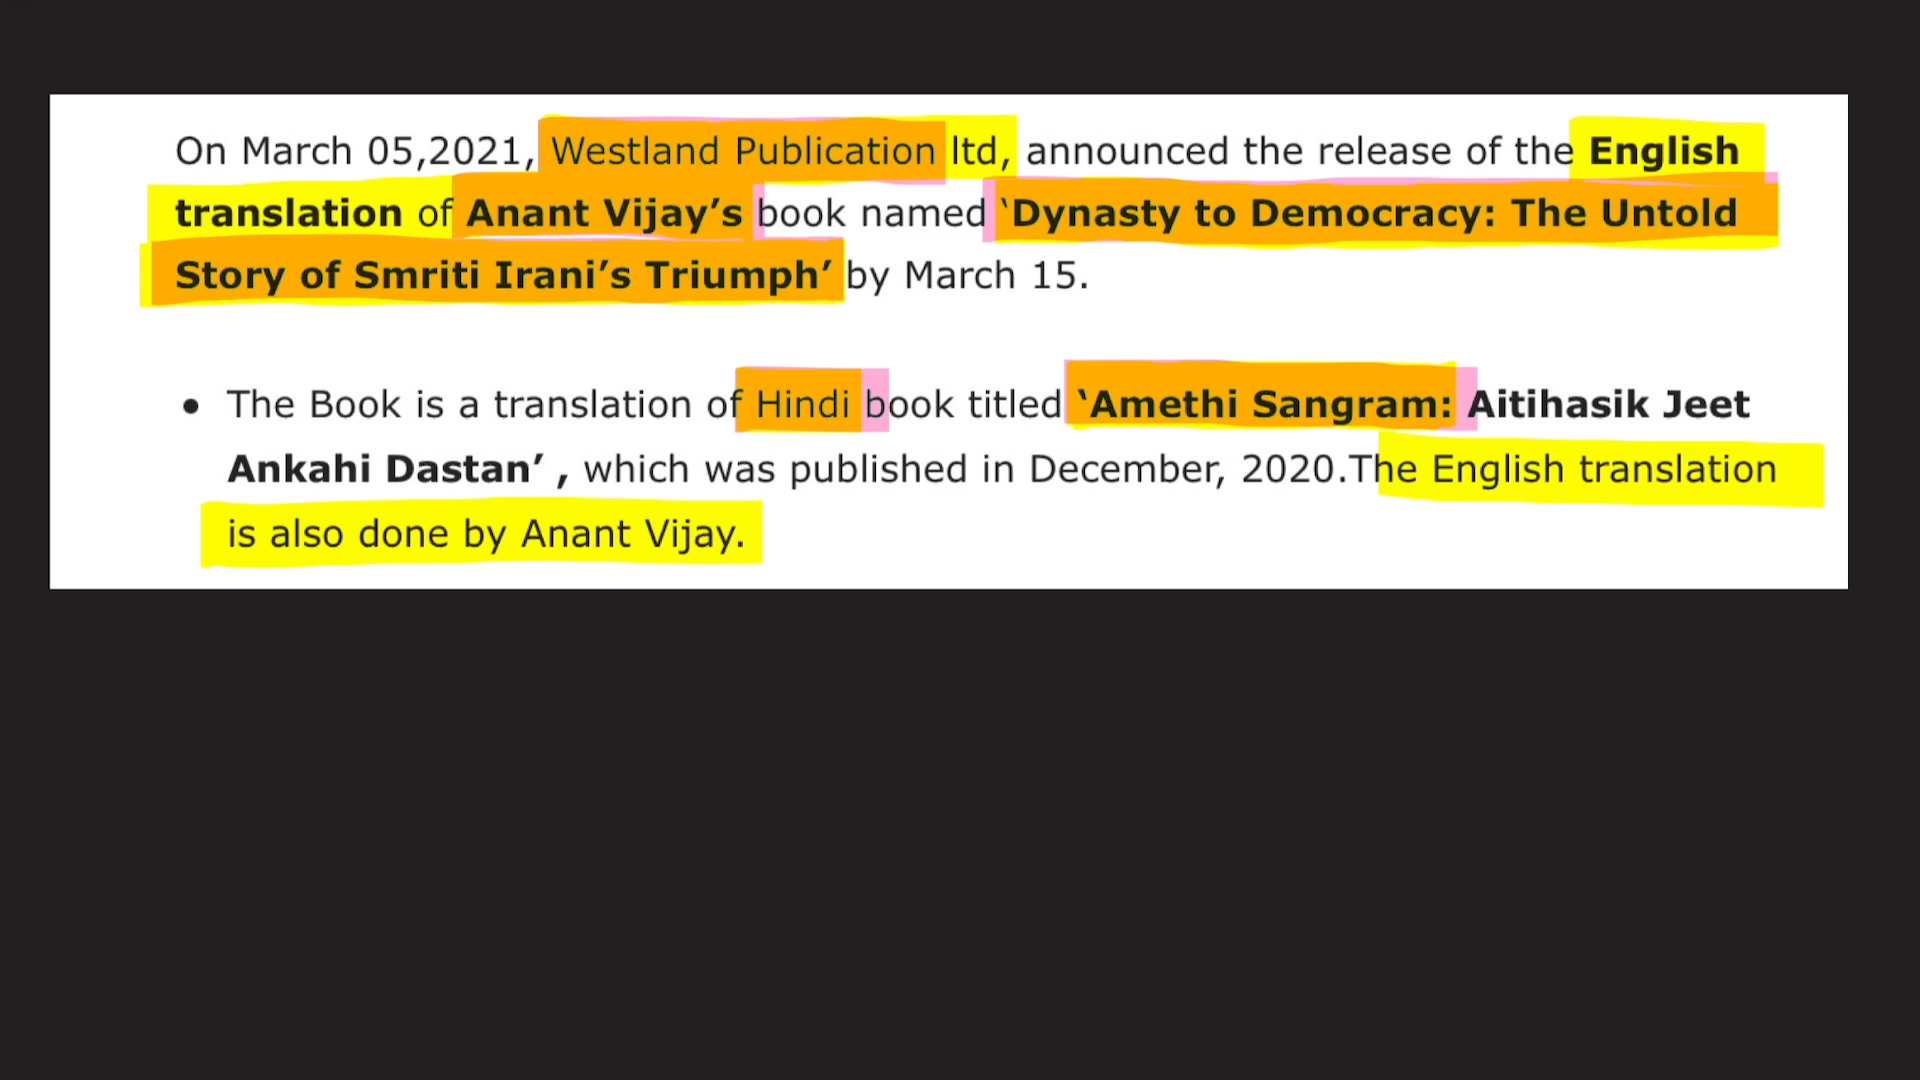 On March 05,2021, Westland Publication ltd, announced the release of the English
translation of Anant Vijay’s book named ‘Dynasty to Democracy: The Untold
Story of Smriti Irani’s Triumph’ by March 15.
● The Book is a translation of Hindi book titled ‘Amethi Sangram: Aitihasik Jeet
Ankahi Dastan’ , which was published in December, 2020.The English translation
is also done by Anant Vijay.